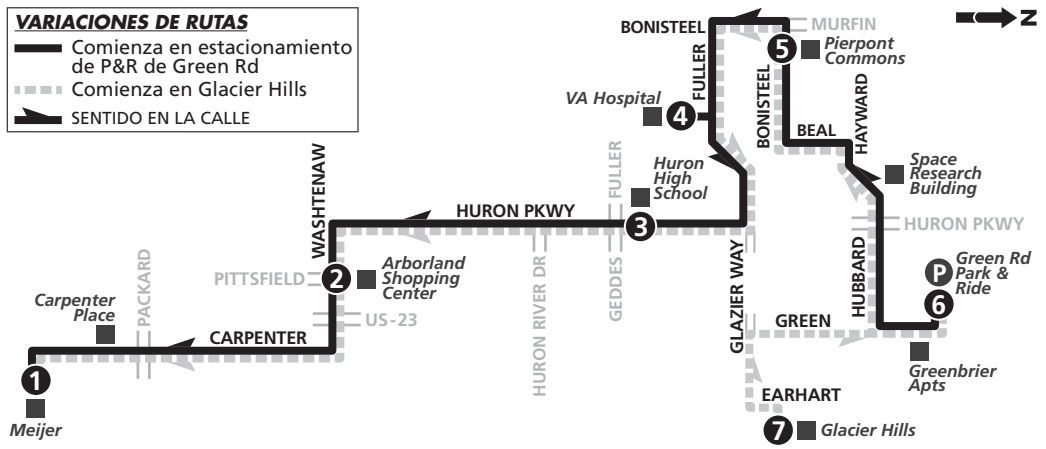 VARIACIONES DE RUTAS
Comienza en estacionamiento
de P&R de Green Rd
Comienza en Glacier Hills
SENTIDO EN LA CALLE
N
BONISTEEL
MURFIN
5
Pierpont
Commons
FULLER
VA Hospital
4
BONISTEEL
BEAL
HAYWARD
Space
Research
Building
WASHTENAW
FULLER
Huron
High
School
HURON PKWY
3
HURON PKWY
PITTSFIELD
2
Arborland
Shopping
Center
HURON RIVER DR
GEDDES
GLAZIER WAY
HUBBARD
P
Green Rd
Park &
Ride
6
Carpenter
Place
PACKARD
US-23
GREEN
CARPENTER
Greenbrier
Apts
1
Meijer
EARHART
7
Glacier Hills